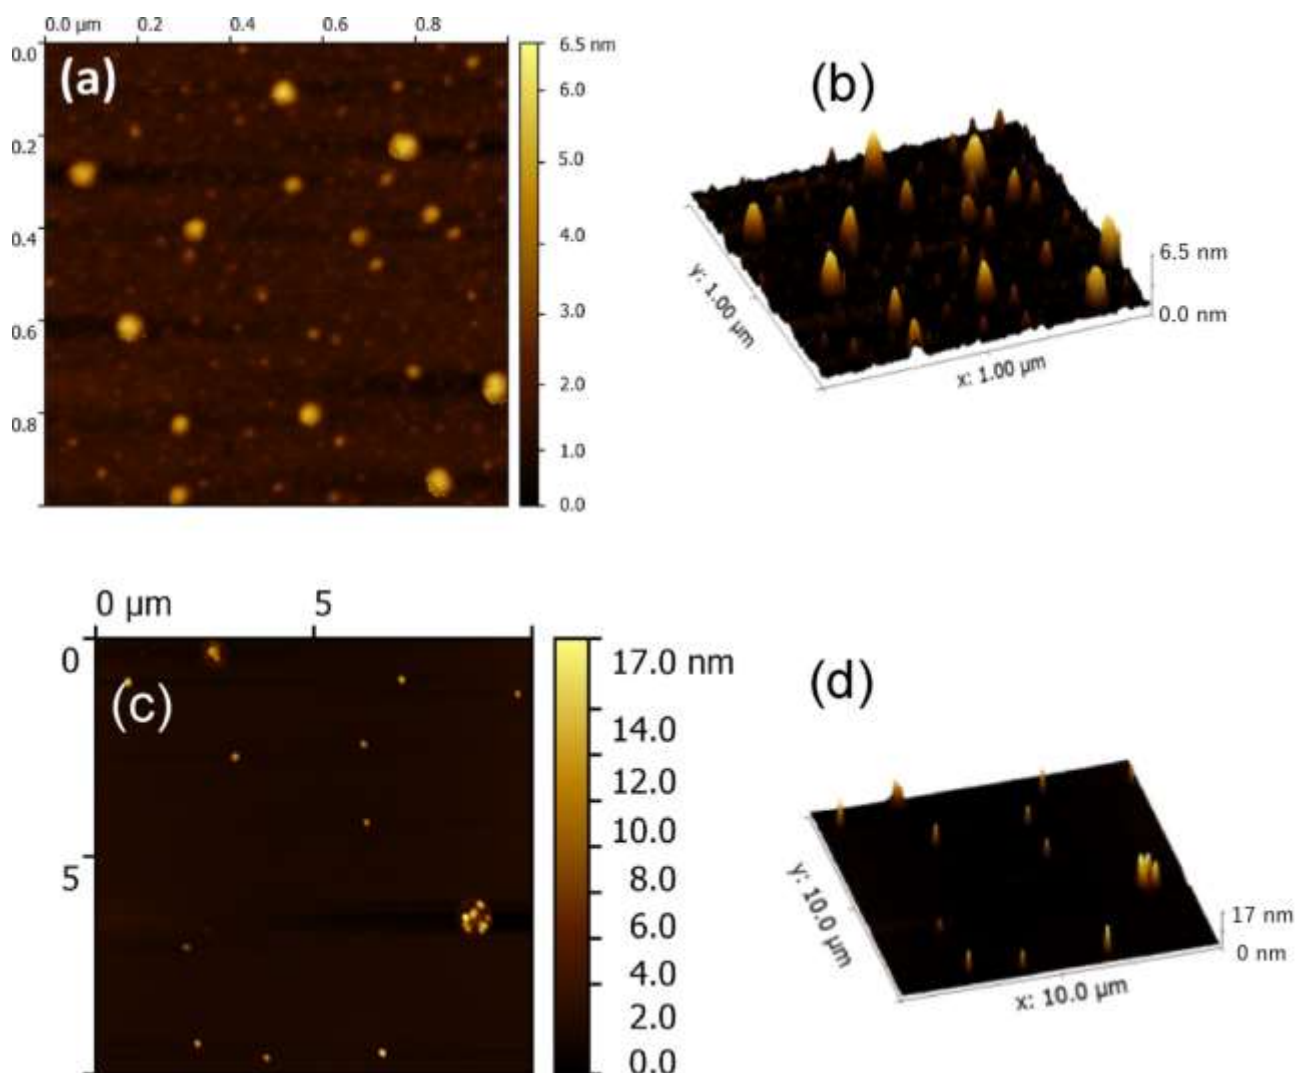 0.0 μm 0.2 0.4 0.6 0.8
0.0
0.2
0.4
0.6
0.8
(a)
6.5 nm
6.0
5.0
4.0
3.0
2.0
1.0
0.0
(b)
y: 1.00 μm
x: 1.00 μm
6.5 nm
0.0 nm
0 μm 5
0
5
(c)
17.0 nm
14.0
12.0
10.0
8.0
6.0
4.0
2.0
0.0
(d)
y: 10.0 μm
x: 10.0 μm
17 nm
0 nm